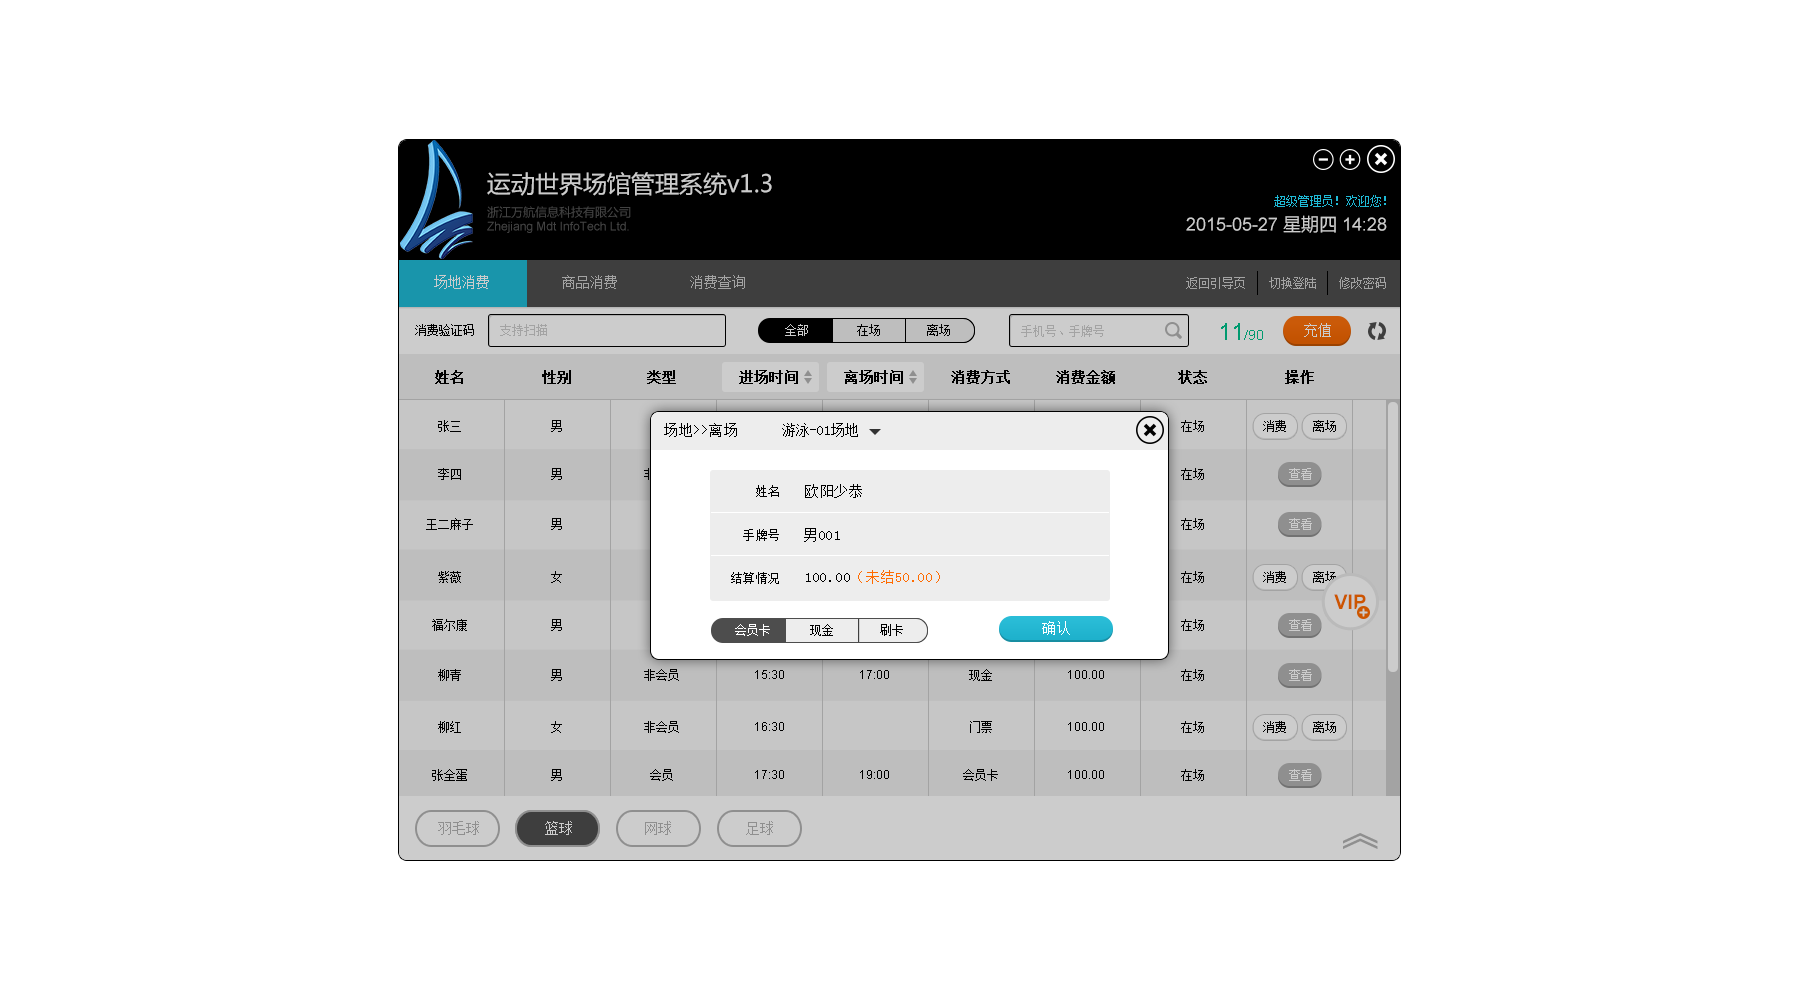 运动世界场馆管理系统v1.3
浙江万航信息科技有限公司
Zhejiang Mdt InfoTech Ltd.
超级管理员！欢迎您！
2015-05-27 星期四 14:28
场地消费 商品消费 消费查询 返回引导页 切换登陆 修改密码
消费验证码 支持扫描 全部 在场 离场 手机号、手牌号 11/90 充值
姓名 性别 类型 进场时间 离场时间 消费方式 消费金额 状态 操作
张三 男 在场 消费 离场
李四 男 在场 查看
王二麻子 男 在场 查看
紫薇 女 在场 消费 离场
福尔康 男 在场 查看
柳青 男 非会员 15:30 17:00 现金 100.00 在场 查看
柳红 女 非会员 16:30 门票 100.00 在场 消费 离场
张全蛋 男 会员 17:30 19:00 会员卡 100.00 在场 查看
VIP
场地>>离场 游泳-01场地
姓名 欧阳少恭
手牌号 男001
结算情况 100.00（未结50.00）
会员卡 现金 刷卡 确认
羽毛球 篮球 网球 足球